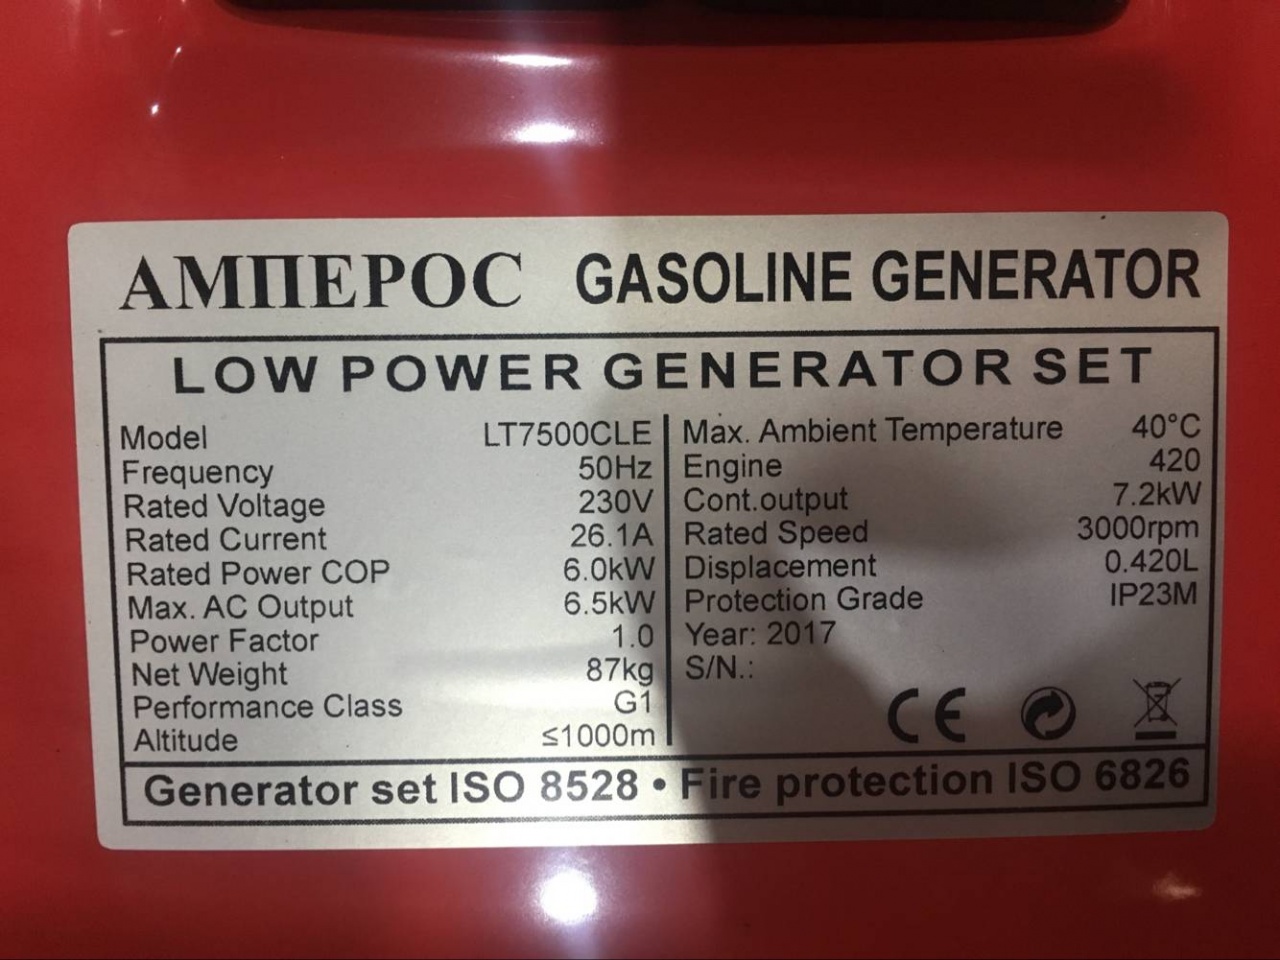 АМПЕРОС GASOLINE GENERATOR
LOW POWER GENERATOR SET
Model LT7500CLE
Frequency 50Hz
Rated Voltage 230V
Rated Current 26.1A
Rated Power COP 6.0kW
Max. AC Output 6.5kW
Power Factor 1.0
Net Weight 87kg
Performance Class G1
Altitude ≤1000m
Max. Ambient Temperature 40°C
Engine 420
Cont.output 7.2kW
Rated Speed 3000rpm
Displacement 0.420L
Protection Grade IP23M
Year: 2017
S/N.:
CE
Generator set ISO 8528 • Fire protection ISO 6826